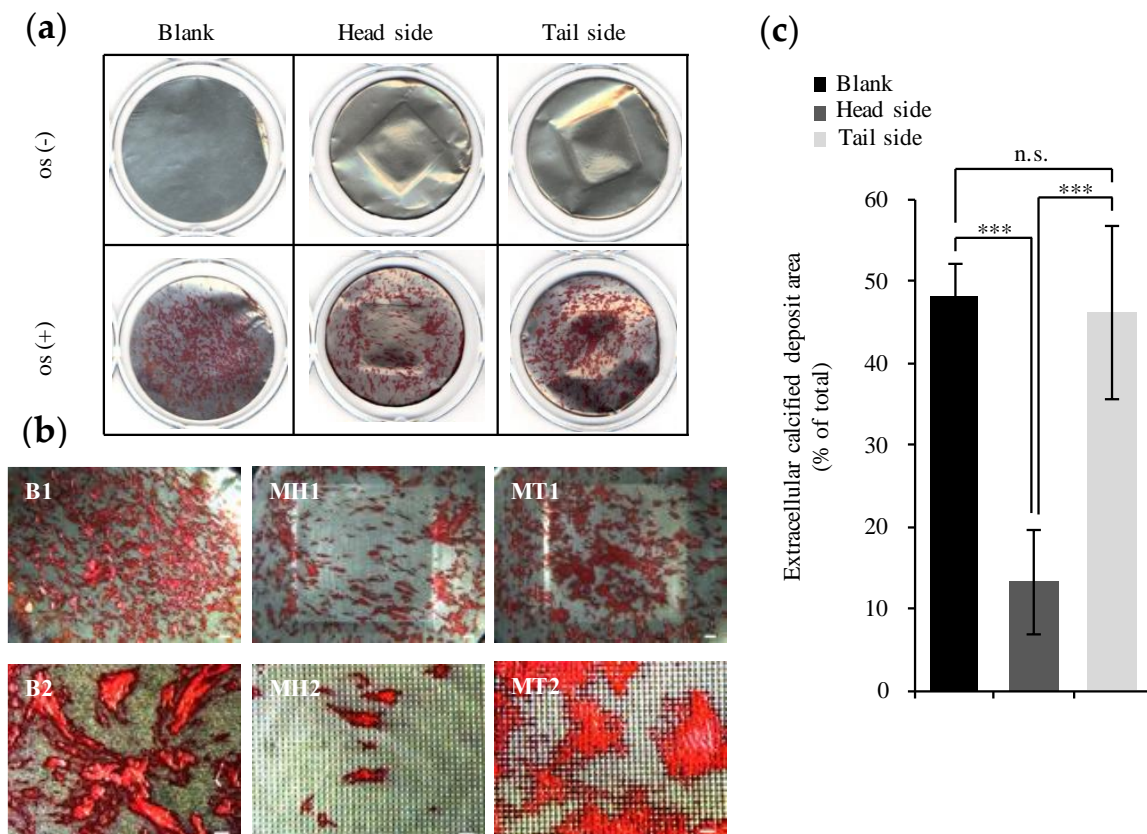 (a)
Blank
Head side
Tail side
os (-)
os (+)
(b)
B1
MH1
MT1
B2
MH2
MT2
(c)
Blank
Head side
Tail side
n.s.
***
***
60
50
40
30
20
10
0
Extracellular calcified deposit area
(% of total)